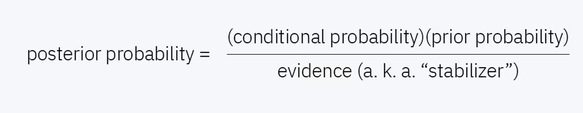 posterior probability =
(conditional probability)(prior probability)
evidence (a. k. a. “stabilizer”)